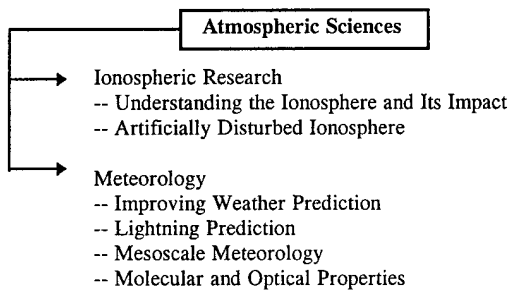 Atmospheric Sciences
Ionospheric Research
-- Understanding the Ionosphere and Its Impact
-- Artificially Disturbed Ionosphere
Meteorology
-- Improving Weather Prediction
-- Lightning Prediction
-- Mesoscale Meteorology
-- Molecular and Optical Properties